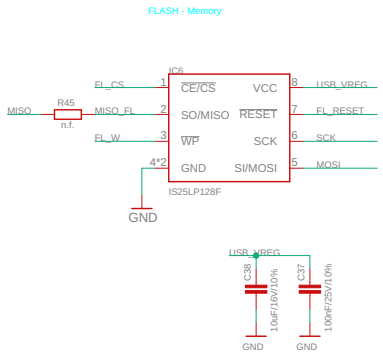 FLASH - Memory
IC6
FL_CS
1
CE/CS
VCC
8
USB_VREG
R45
MISO
n.f.
MISO_FL
2
SO/MISO
RESET
7
FL_RESET
FL_W
3
WP
SCK
6
SCK
4*2
GND
SI/MOSI
5
MOSI
IS25LP128F
GND
USB_VREG
C38
10uF/16V/10%
C37
100nF/25V/10%
GND
GND